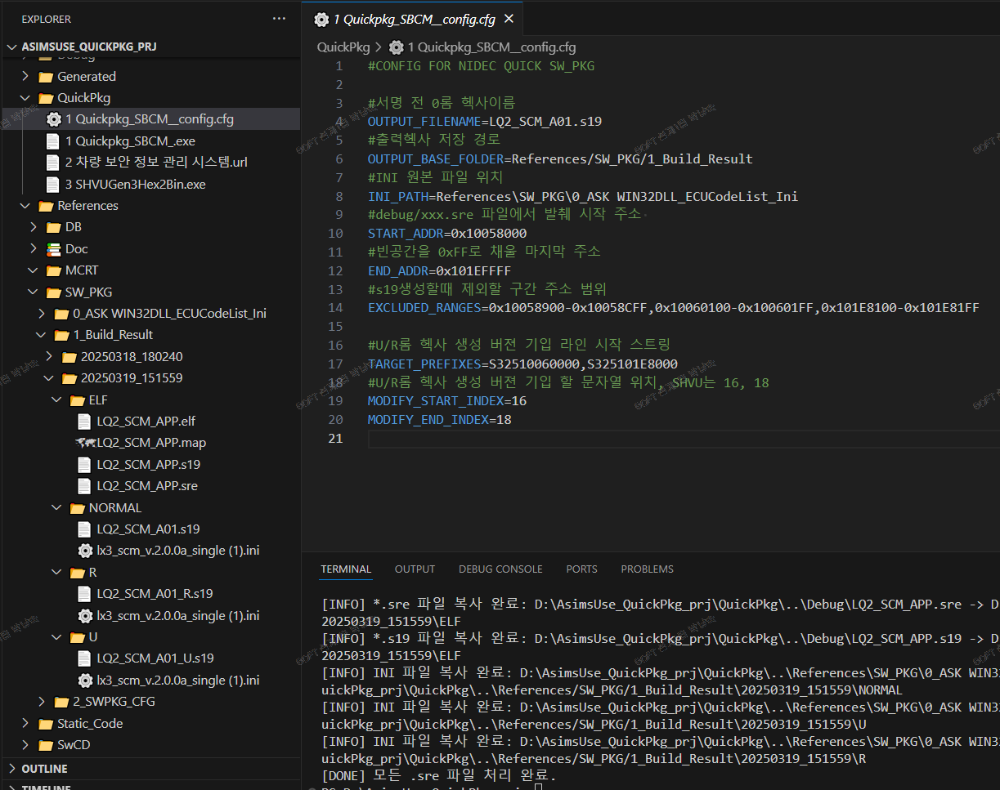 EXPLORER
ASIMSUSE_QUICKPKG_PRJ
Debug
Generated
QuickPkg
1 Quickpkg_SBCM__config.cfg
1 Quickpkg_SBCM_.exe
2 차량 보안 정보 관리 시스템.url
3 SHVUGen3Hex2Bin.exe
References
DB
Doc
MCRT
SW_PKG
0_ASK WIN32DLL_ECUCodeList_Ini
1_Build_Result
20250318_180240
20250319_151559
ELF
LQ2_SCM_APP.elf
LQ2_SCM_APP.map
LQ2_SCM_APP.s19
LQ2_SCM_APP.sre
NORMAL
LQ2_SCM_A01.s19
lx3_scm_v.2.0.0a_single (1).ini
R
LQ2_SCM_A01_R.s19
lx3_scm_v.2.0.0a_single (1).ini
U
LQ2_SCM_A01_U.s19
lx3_scm_v.2.0.0a_single (1).ini
2_SWPKG_CFG
Static_Code
SwCD
OUTLINE
TIMELINE
1 Quickpkg_SBCM__config.cfg
QuickPkg > 1 Quickpkg_SBCM__config.cfg
1 #CONFIG FOR NIDEC QUICK SW_PKG
2
3 #서명 전 0롬 헥사이름
4 OUTPUT_FILENAME=LQ2_SCM_A01.s19
5 #출력헥사 저장 경로
6 OUTPUT_BASE_FOLDER=References/SW_PKG/1_Build_Result
7 #INI 원본 파일 위치
8 INI_PATH=References\SW_PKG\0_ASK WIN32DLL_ECUCodeList_Ini
9 #debug/xxx.sre 파일에서 발췌 시작 주소
10 START_ADDR=0x10058000
11 #빈공간을 0xFF로 채울 마지막 주소
12 END_ADDR=0x101EFFFF
13 #s19생성할때 제외할 구간 주소 범위
14 EXCLUDED_RANGES=0x10058900-0x10058CFF,0x10060100-0x100601FF,0x101E8100-0x101E81FF
15
16 #U/R롬 헥사 생성 버젼 기입 라인 시작 스트링
17 TARGET_PREFIXES=S32510060000,S325101E8000
18 #U/R롬 헥사 생성 버젼 기입 할 문자열 위치, SHVU는 16, 18
19 MODIFY_START_INDEX=16
20 MODIFY_END_INDEX=18
21
TERMINAL OUTPUT DEBUG CONSOLE PORTS PROBLEMS
[INFO] *.sre 파일 복사 완료: D:\AsimsUse_QuickPkg_prj\QuickPkg\..\Debug\LQ2_SCM_APP.sre -> D
20250319_151559\ELF
[INFO] *.s19 파일 복사 완료: D:\AsimsUse_QuickPkg_prj\QuickPkg\..\Debug\LQ2_SCM_APP.s19 -> D
20250319_151559\ELF
[INFO] INI 파일 복사 완료: D:\AsimsUse_QuickPkg_prj\QuickPkg\..\References\SW_PKG\0_ASK WIN32
uickPkg_prj\QuickPkg\..\References/SW_PKG/1_Build_Result\20250319_151559\NORMAL
[INFO] INI 파일 복사 완료: D:\AsimsUse_QuickPkg_prj\QuickPkg\..\References\SW_PKG\0_ASK WIN32
uickPkg_prj\QuickPkg\..\References/SW_PKG/1_Build_Result\20250319_151559\U
[INFO] INI 파일 복사 완료: D:\AsimsUse_QuickPkg_prj\QuickPkg\..\References\SW_PKG\0_ASK WIN32
uickPkg_prj\QuickPkg\..\References/SW_PKG/1_Build_Result\20250319_151559\R
[DONE] 모든 .sre 파일 처리 완료.